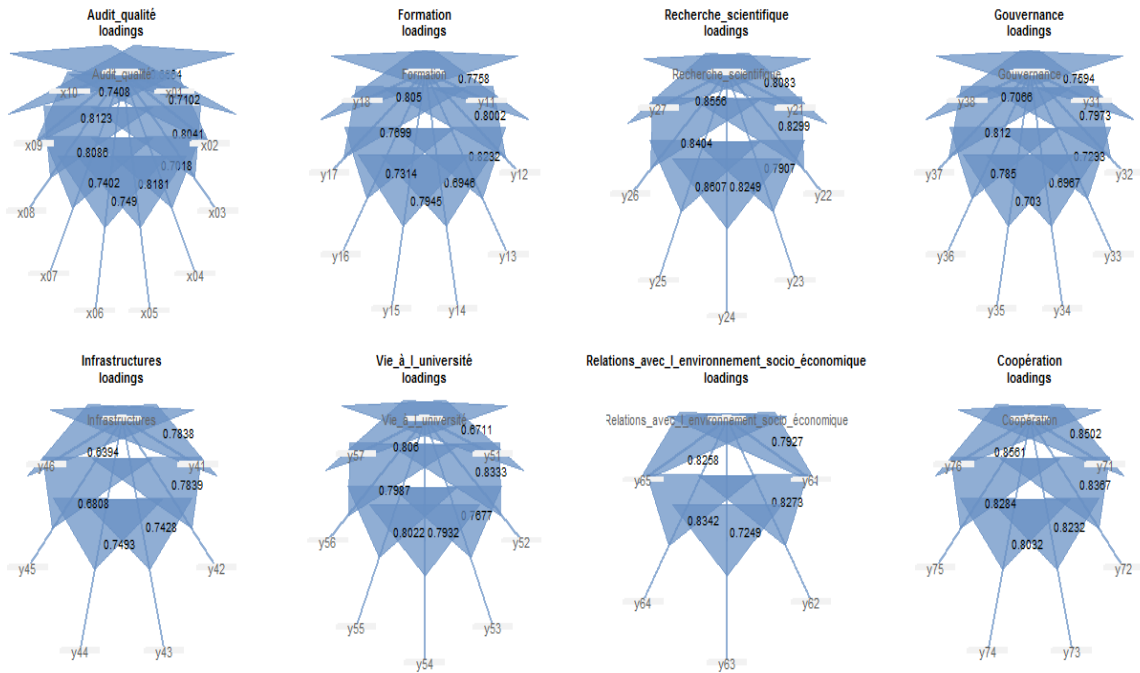 Audit_qualité
loadings
Audit_qualité
x10
0.7408
x01
0.7102
0.8123
0.8041
x09
x02
0.8086
0.7018
0.7402
0.8181
0.749
x08
x03
x07
x04
x06
x05
Formation
loadings
Formation
0.7758
y18
0.805
y11
0.8002
0.7699
0.8232
y17
y12
0.7314
0.6946
0.7945
y16
y13
y15
y14
Recherche_scientifique
loadings
Recherche_scientifique
0.8083
y27
0.8556
y21
0.8299
0.8404
0.7907
y26
y22
0.8607
0.8249
y25
y23
y24
Gouvernance
loadings
Gouvernance
0.7594
y38
0.7066
y31
0.7973
0.812
0.7293
y37
y32
0.785
0.6967
0.703
y36
y33
y35
y34
Infrastructures
loadings
Infrastructures
0.7838
0.6394
y46
y41
0.7839
0.6808
0.7428
0.7493
y45
y42
y44
y43
Vie_à_l_université
loadings
Vie_à_l_université
0.6711
0.806
y57
y51
0.8333
0.7987
0.7677
0.8022
0.7932
y56
y52
y55
y53
y54
Relations_avec_l_environnement_socio_économique
loadings
Relations_avec_l_environnement_socio_économique
0.7927
0.8258
y65
y61
0.8273
0.8342
0.7249
y64
y62
y63
Coopération
loadings
Coopération
0.8502
0.8561
y76
y71
0.8367
0.8284
0.8232
0.8032
y75
y72
y74
y73